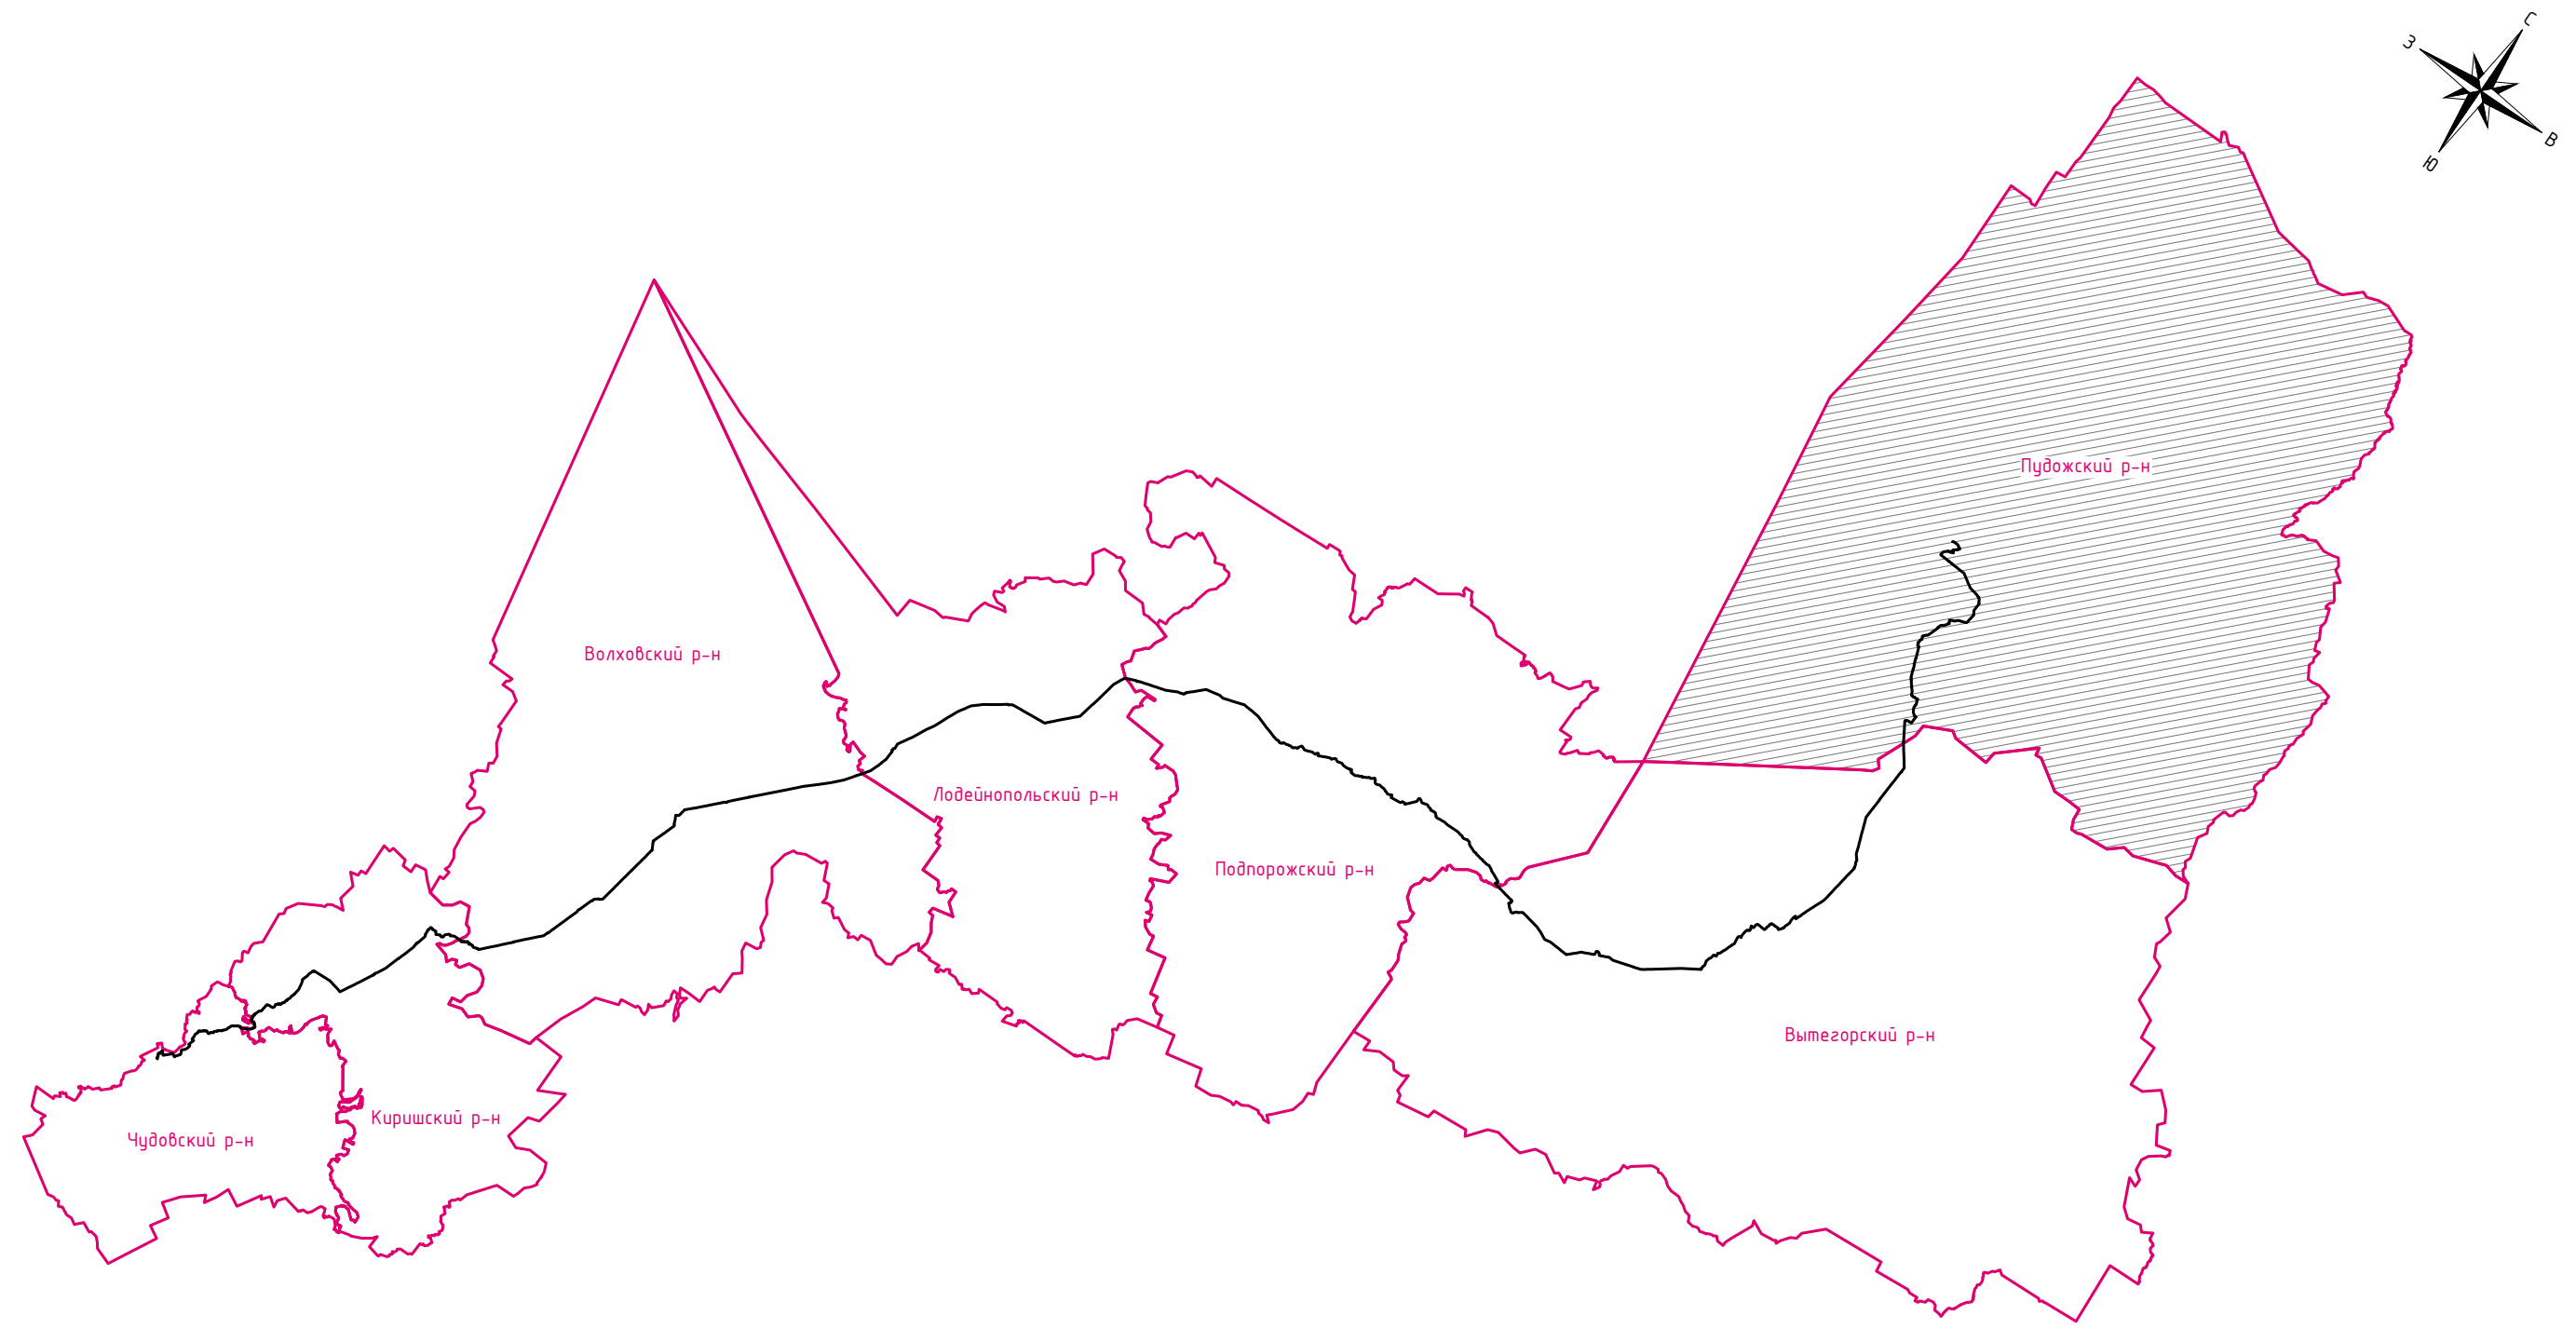 С
З
В
Ю
Пудожский р-н
Волховский р-н
Лодейнопольский р-н
Подпорожский р-н
Вытегорский р-н
Киришский р-н
Чудовский р-н